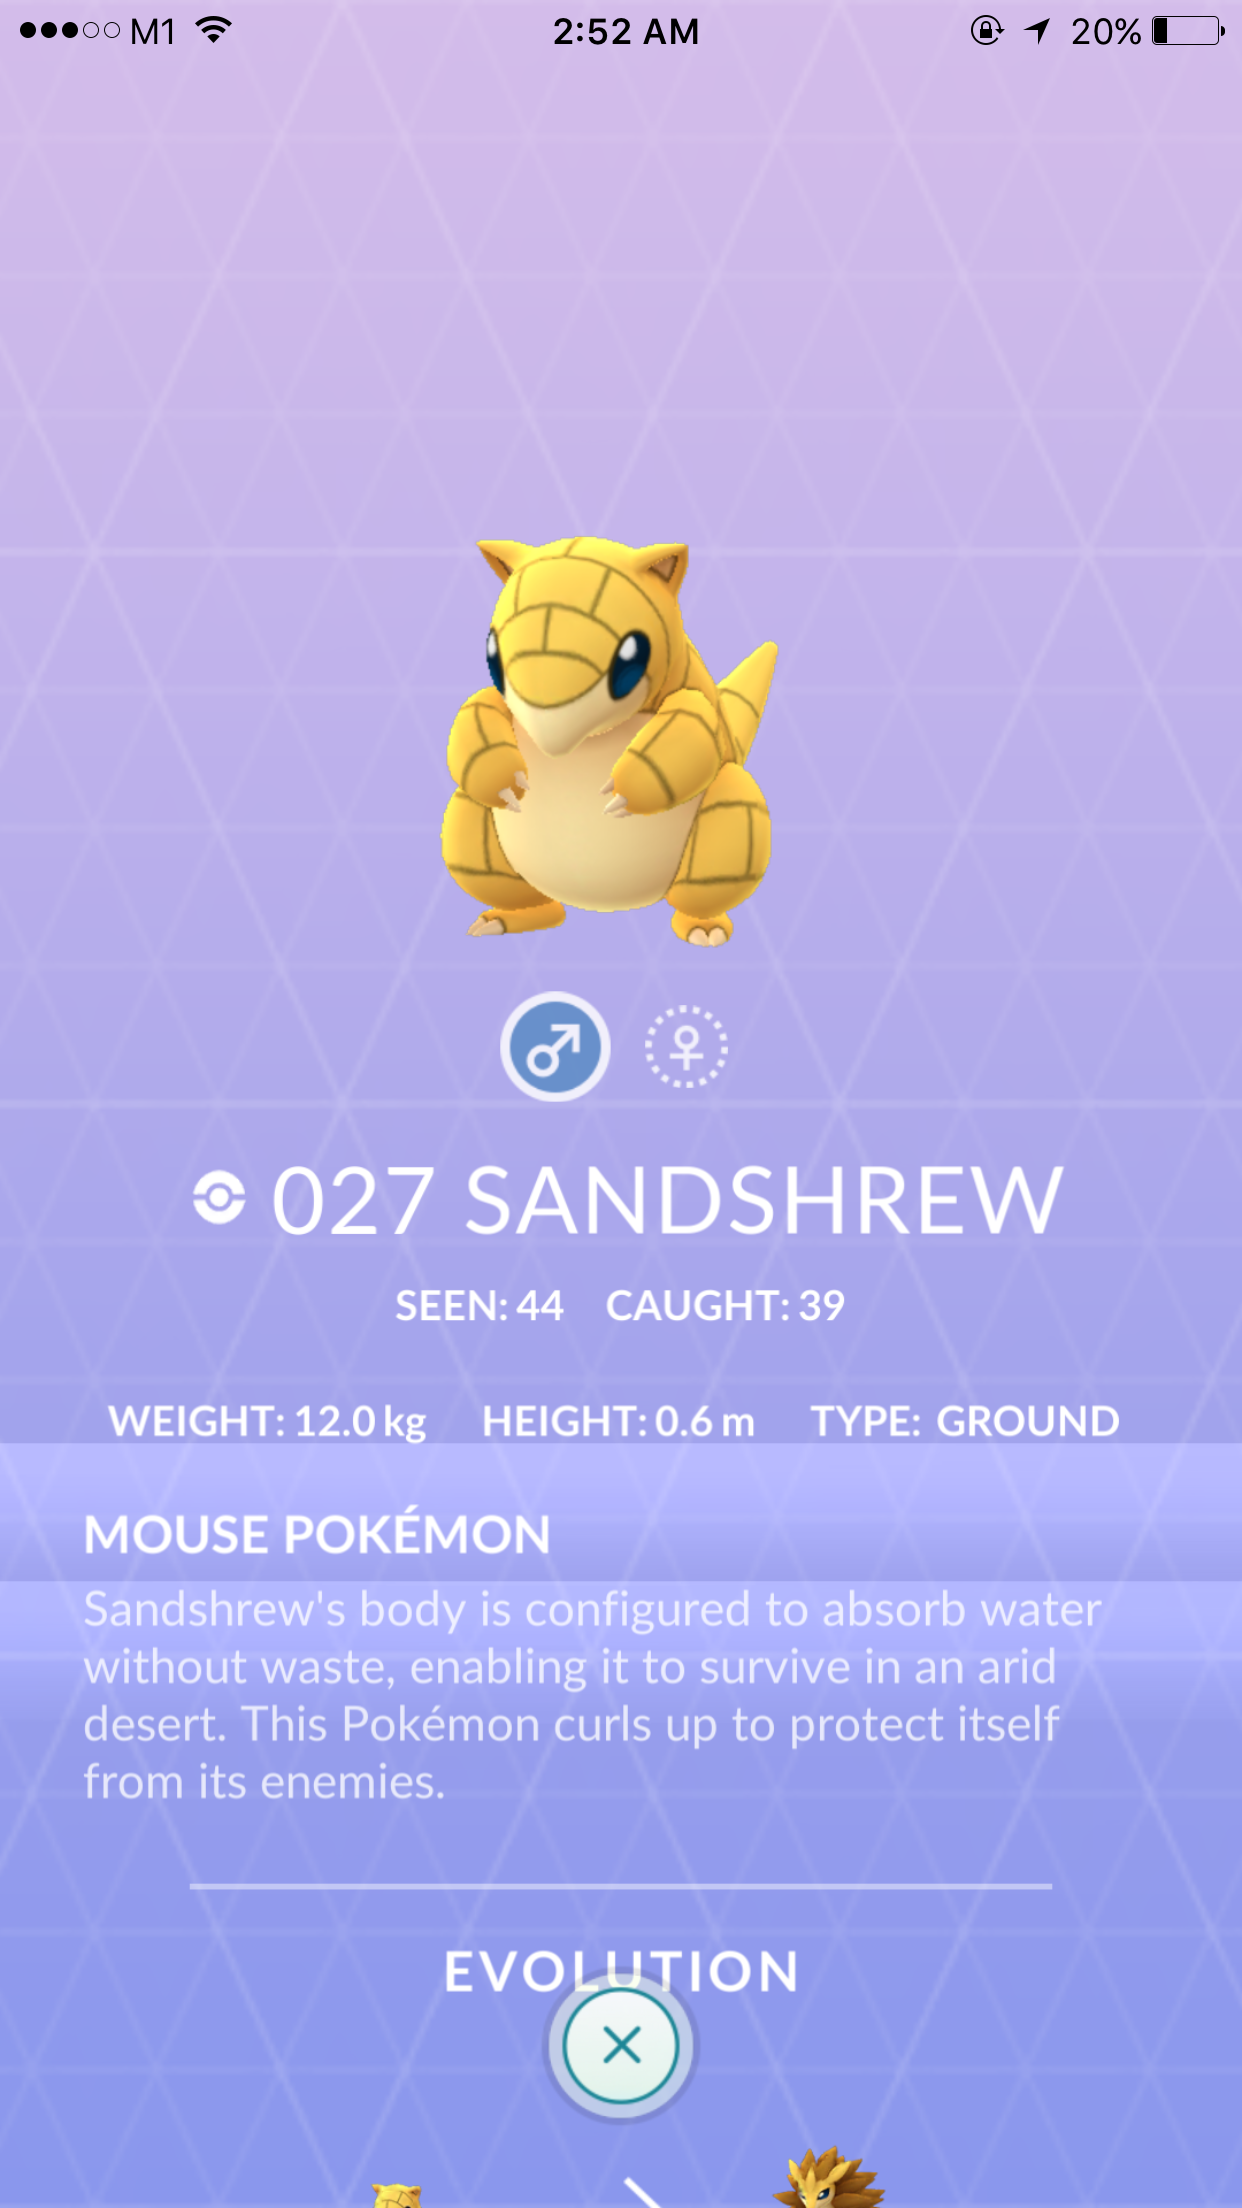 M1 2:52 AM 20%
027 SANDSHREW
SEEN: 44 CAUGHT: 39
WEIGHT: 12.0 kg HEIGHT: 0.6 m TYPE: GROUND
MOUSE POKÉMON
Sandshrew's body is configured to absorb water
without waste, enabling it to survive in an arid
desert. This Pokémon curls up to protect itself
from its enemies.
EVOLUTION